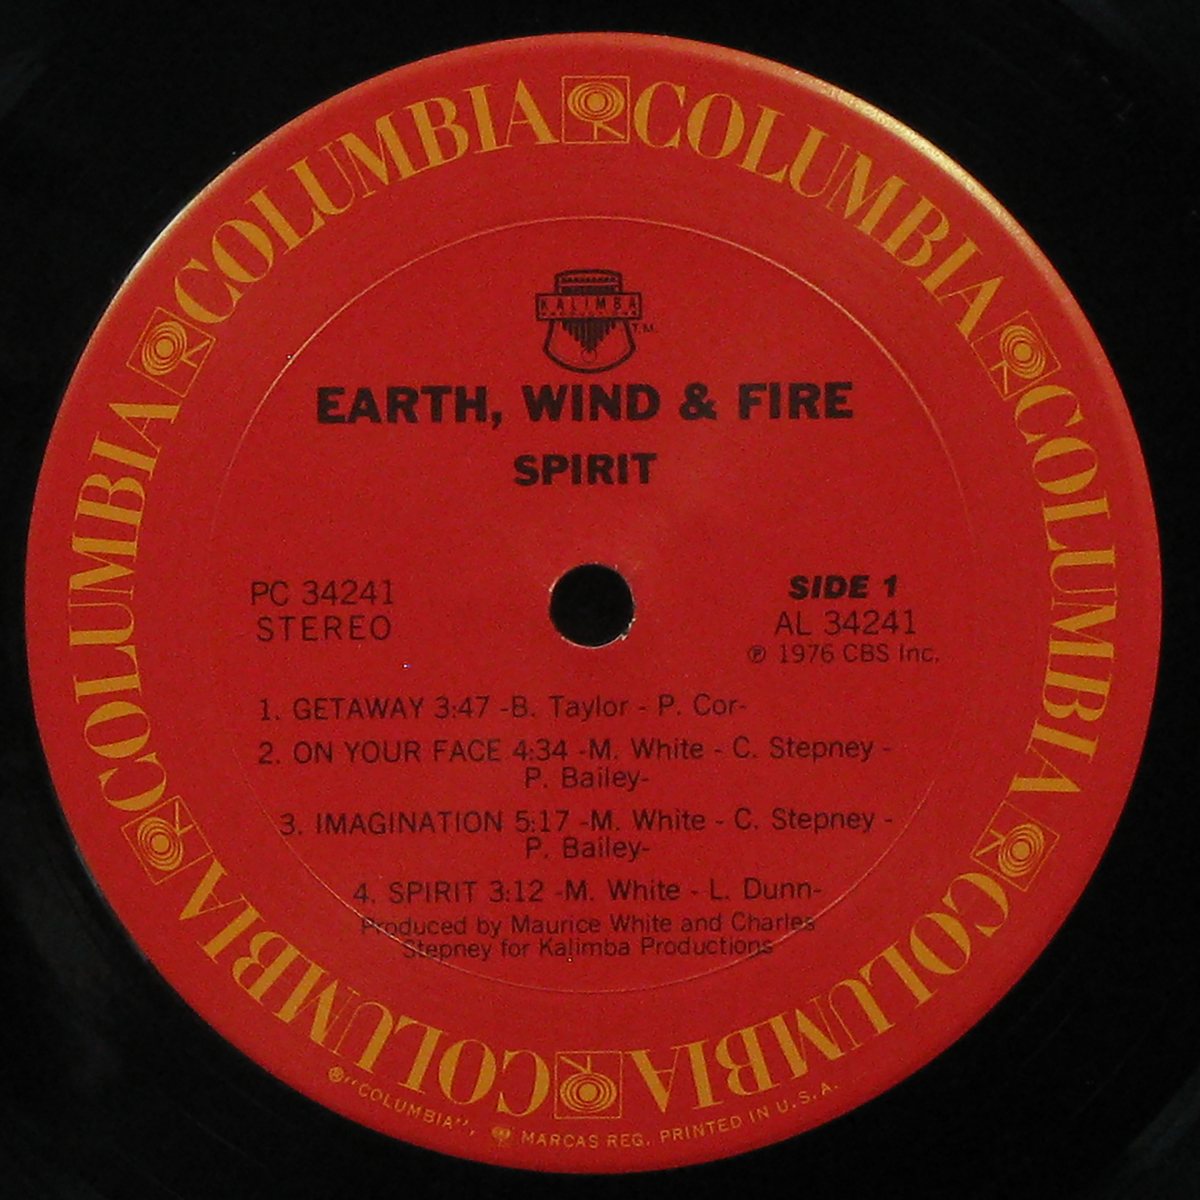 COLUMBIA COLUMBIA COLUMBIA COLUMBIA COLUMBIA COLUMBIA
KALIMBA
T.M.
EARTH, WIND & FIRE
SPIRIT
PC 34241
STEREO
SIDE 1
AL 34241
℗ 1976 CBS Inc.
1. GETAWAY 3:47 -B. Taylor - P. Cor-
2. ON YOUR FACE 4:34 -M. White - C. Stepney -
P. Bailey-
3. IMAGINATION 5:17 -M. White - C. Stepney -
P. Bailey-
4. SPIRIT 3:12 -M. White - L. Dunn-
Produced by Maurice White and Charles
Stepney for Kalimba Productions
®"COLUMBIA", MARCAS REG. PRINTED IN U.S.A.